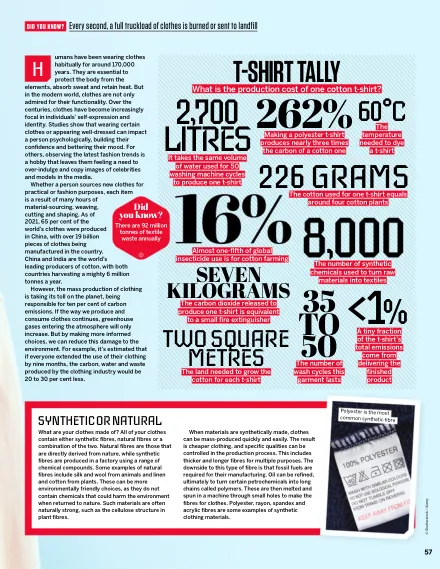 DID YOU KNOW? Every second, a full truckload of clothes is burned or sent to landfill
Humans have been wearing clothes
habitually for around 170,000
years. They are essential to
protect the body from the
elements, absorb sweat and retain heat. But
in the modern world, clothes are not only
admired for their functionality. Over the
centuries, clothes have become increasingly
focal in individuals' self-expression and
identity. Studies show that wearing certain
clothes or appearing well-dressed can impact
a person psychologically, building their
confidence and bettering their mood. For
others, observing the latest fashion trends is
a hobby that leaves them feeling a need to
over-indulge and copy images of celebrities
and models in the media.
Whether a person sources new clothes for
practical or fashion purposes, each item
is a result of many hours of
material-sourcing, weaving,
cutting and shaping. As of
2021, 65 per cent of the
world's clothes were produced
in China, with over 19 billion
pieces of clothing being
manufactured in the country.
China and India are the world's
leading producers of cotton, with both
countries harvesting a mighty 6 million
tonnes a year.
However, the mass production of clothing
is taking its toll on the planet, being
responsible for ten per cent of carbon
emissions. If the way we produce and
consume clothes continues, greenhouse
gases entering the atmosphere will only
increase. But by making more informed
choices, we can reduce this damage to the
environment. For example, it's estimated that
if everyone extended the use of their clothing
by nine months, the carbon, water and waste
produced by the clothing industry would be
20 to 30 per cent less.
Did
you know?
There are 92 million
tonnes of textile
waste annually
T-SHIRT TALLY
What is the production cost of one cotton t-shirt?
2,700
LITRES
It takes the same volume
of water used for 50
washing machine cycles
to produce one t-shirt
262%
Making a polyester t-shirt
produces nearly three times
the carbon of a cotton one
60°C
The
temperature
needed to dye
a t-shirt
226 GRAMS
The cotton used for one t-shirt equals
around four cotton plants
16%
Almost one-fifth of global
insecticide use is for cotton farming
8,000
The number of synthetic
chemicals used to turn raw
materials into textiles
SEVEN
KILOGRAMS
The carbon dioxide released to
produce one t-shirt is equivalent
to a small fire extinguisher
35
TO
50
The number of
wash cycles this
garment lasts
<1%
A tiny fraction
of the t-shirt's
total emissions
come from
delivering the
finished
product
TWO SQUARE
METRES
The land needed to grow the
cotton for each t-shirt
SYNTHETIC OR NATURAL
What are your clothes made of? All of your clothes
contain either synthetic fibres, natural fibres or a
combination of the two. Natural fibres are those that
are directly derived from nature, while synthetic
fibres are produced in a factory using a range of
chemical compounds. Some examples of natural
fibres include silk and wool from animals and linen
and cotton from plants. These can be more
environmentally friendly choices, as they do not
contain chemicals that could harm the environment
when returned to nature. Such materials are often
naturally strong, such as the cellulose structure in
plant fibres.
When materials are synthetically made, clothes
can be mass-produced quickly and easily. The result
is cheaper clothing, and specific qualities can be
controlled in the production process. This includes
thicker and longer fibres for multiple purposes. The
downside to this type of fibre is that fossil fuels are
required for their manufacture. Oil can be refined,
ultimately to turn certain petrochemicals into long
chains called polymers. These are then melted and
spun in a machine through small holes to make the
fibres for clothes. Polyester, rayon, spandex and
acrylic fibres are some examples of synthetic
clothing materials.
Polyester is the most
common synthetic fibre
100% POLYESTER
WASH WITH SIMILAR COLOURS
DO NOT USE BIOLOGICAL POWDERS
DO NOT TUMBLE DRY
KEEP AWAY FROM FIRE
© Shutterstock / Getty
57